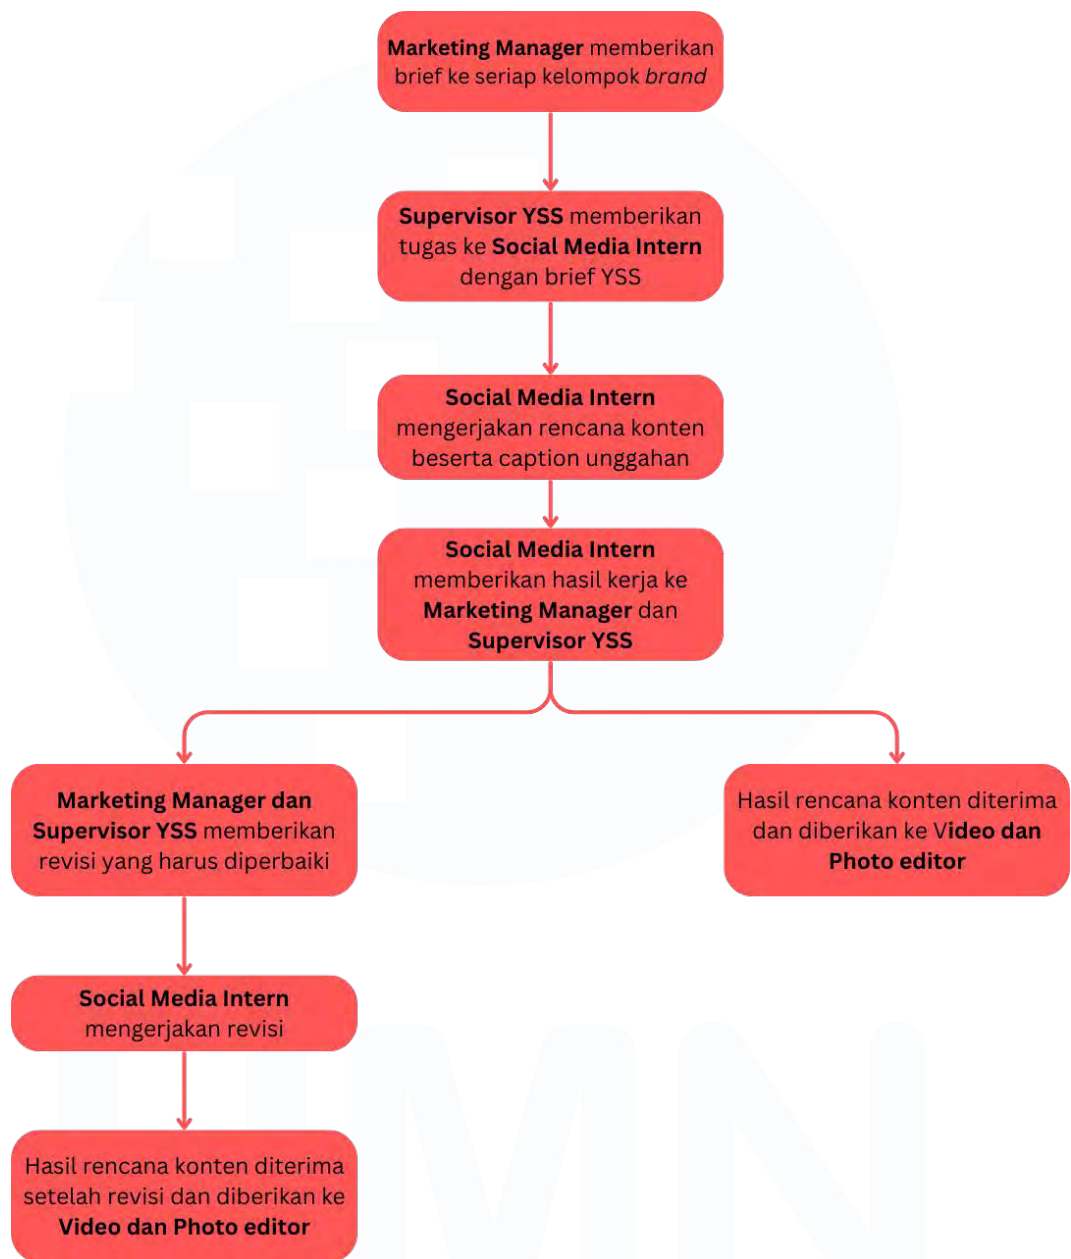 Marketing Manager memberikan
brief ke seriap kelompok brand
Supervisor YSS memberikan
tugas ke Social Media Intern
dengan brief YSS
Social Media Intern
mengerjakan rencana konten
beserta caption unggahan
Social Media Intern
memberikan hasil kerja ke
Marketing Manager dan
Supervisor YSS
Marketing Manager dan
Supervisor YSS memberikan
revisi yang harus diperbaiki
Hasil rencana konten diterima
dan diberikan ke Video dan
Photo editor
Social Media Intern
mengerjakan revisi
Hasil rencana konten diterima
setelah revisi dan diberikan ke
Video dan Photo editor
UMN